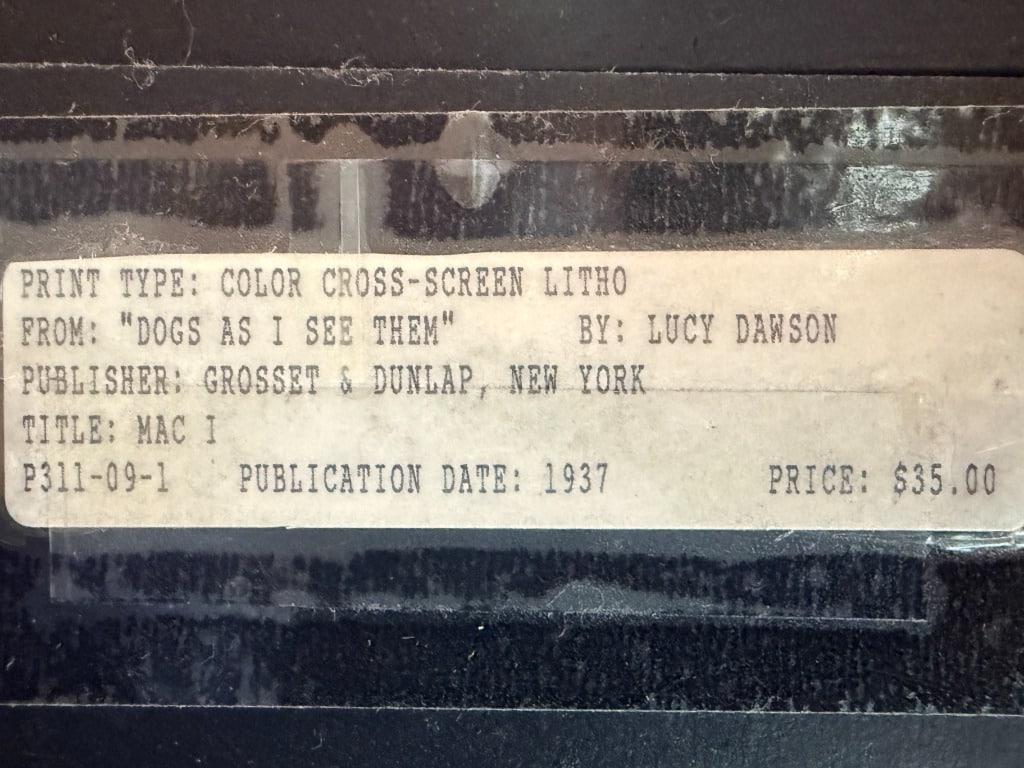 PRINT TYPE: COLOR CROSS-SCREEN LITHO
FROM: "DOGS AS I SEE THEM" BY: LUCY DAWSON
PUBLISHER: GROSSET & DUNLAP, NEW YORK
TITLE: MAC I
P311-09-1 PUBLICATION DATE: 1937 PRICE: $35.00